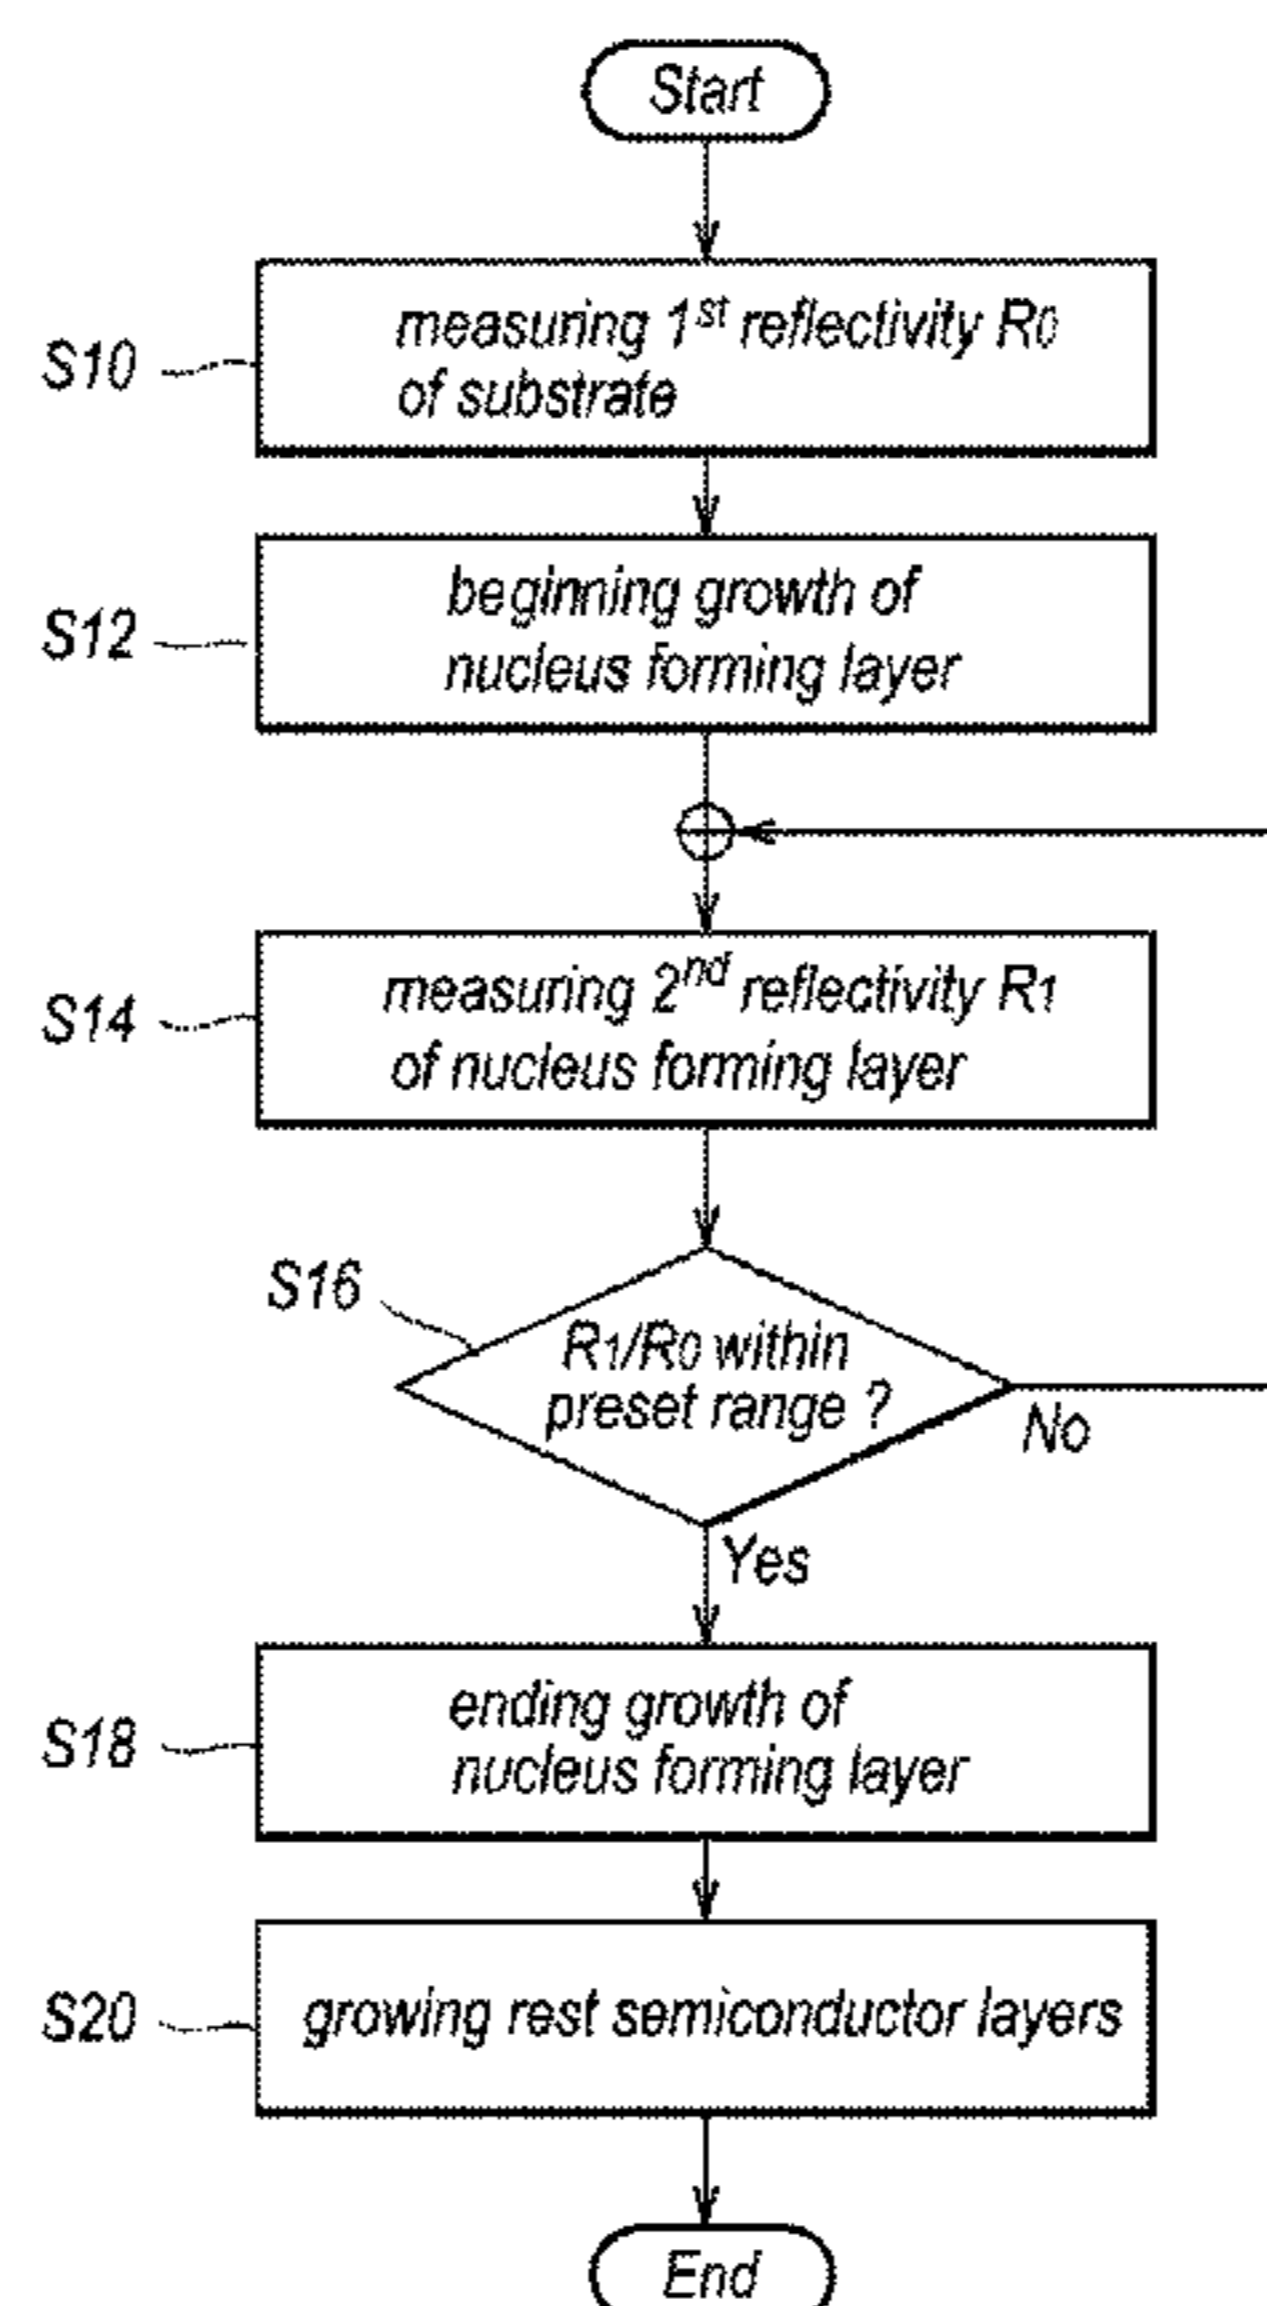 Start
S10
measuring 1st reflectivity R0
of substrate
S12
beginning growth of
nucleus forming layer
S14
measuring 2nd reflectivity R1
of nucleus forming layer
S16
R1/R0 within
preset range ?
No
Yes
S18
ending growth of
nucleus forming layer
S20
growing rest semiconductor layers
End